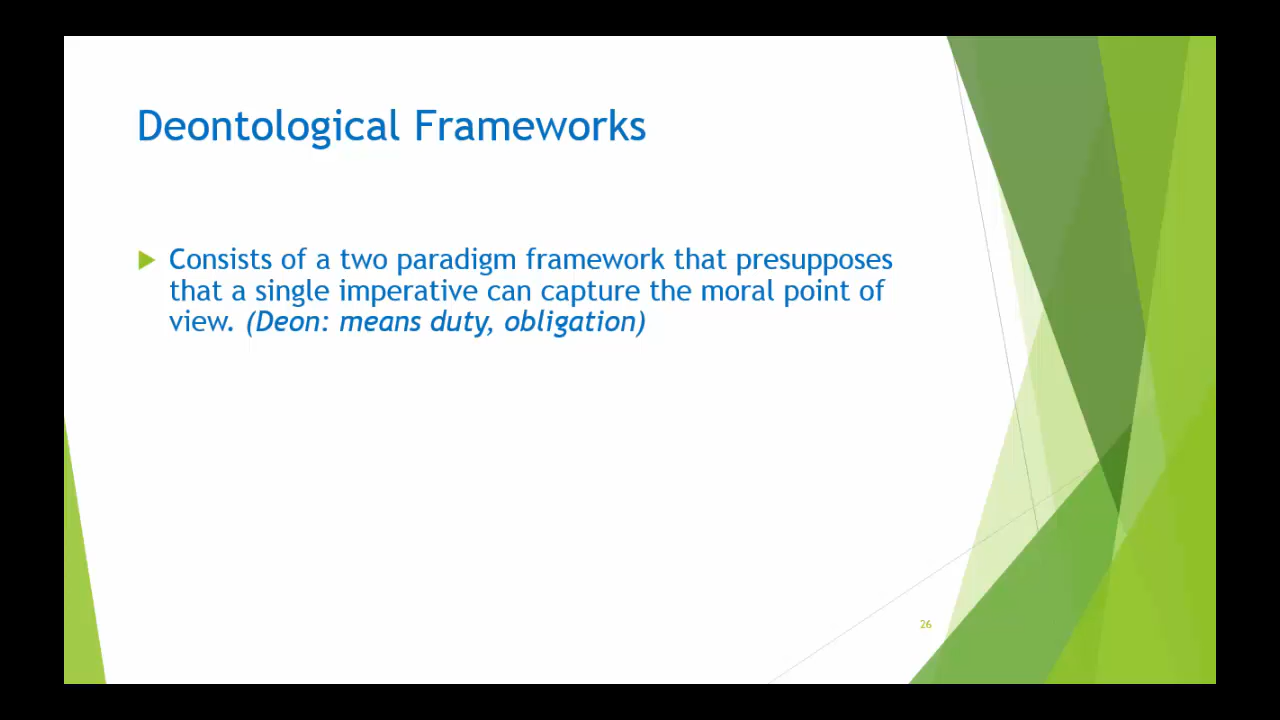 Deontological Frameworks
Consists of a two paradigm framework that presupposes
that a single imperative can capture the moral point of
view. (Deon: means duty, obligation)
26